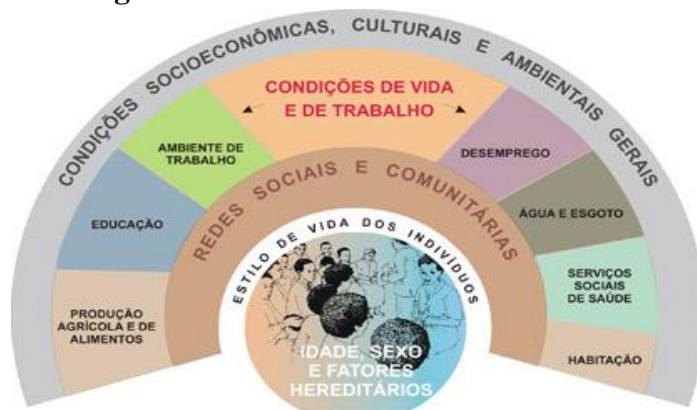 CONDIÇÕES SOCIOECONÔMICAS, CULTURAIS E AMBIENTAIS GERAIS
CONDIÇÕES DE VIDA
E DE TRABALHO
AMBIENTE DE
TRABALHO
DESEMPREGO
REDES SOCIAIS E COMUNITÁRIAS
EDUCAÇÃO
ÁGUA E ESGOTO
ESTILO DE VIDA DOS INDIVÍDUOS
PRODUÇÃO
AGRÍCOLA E DE
ALIMENTOS
SERVIÇOS
SOCIAIS
DE SAÚDE
HABITAÇÃO
IDADE, SEXO
E FATORES
HEREDITÁRIOS